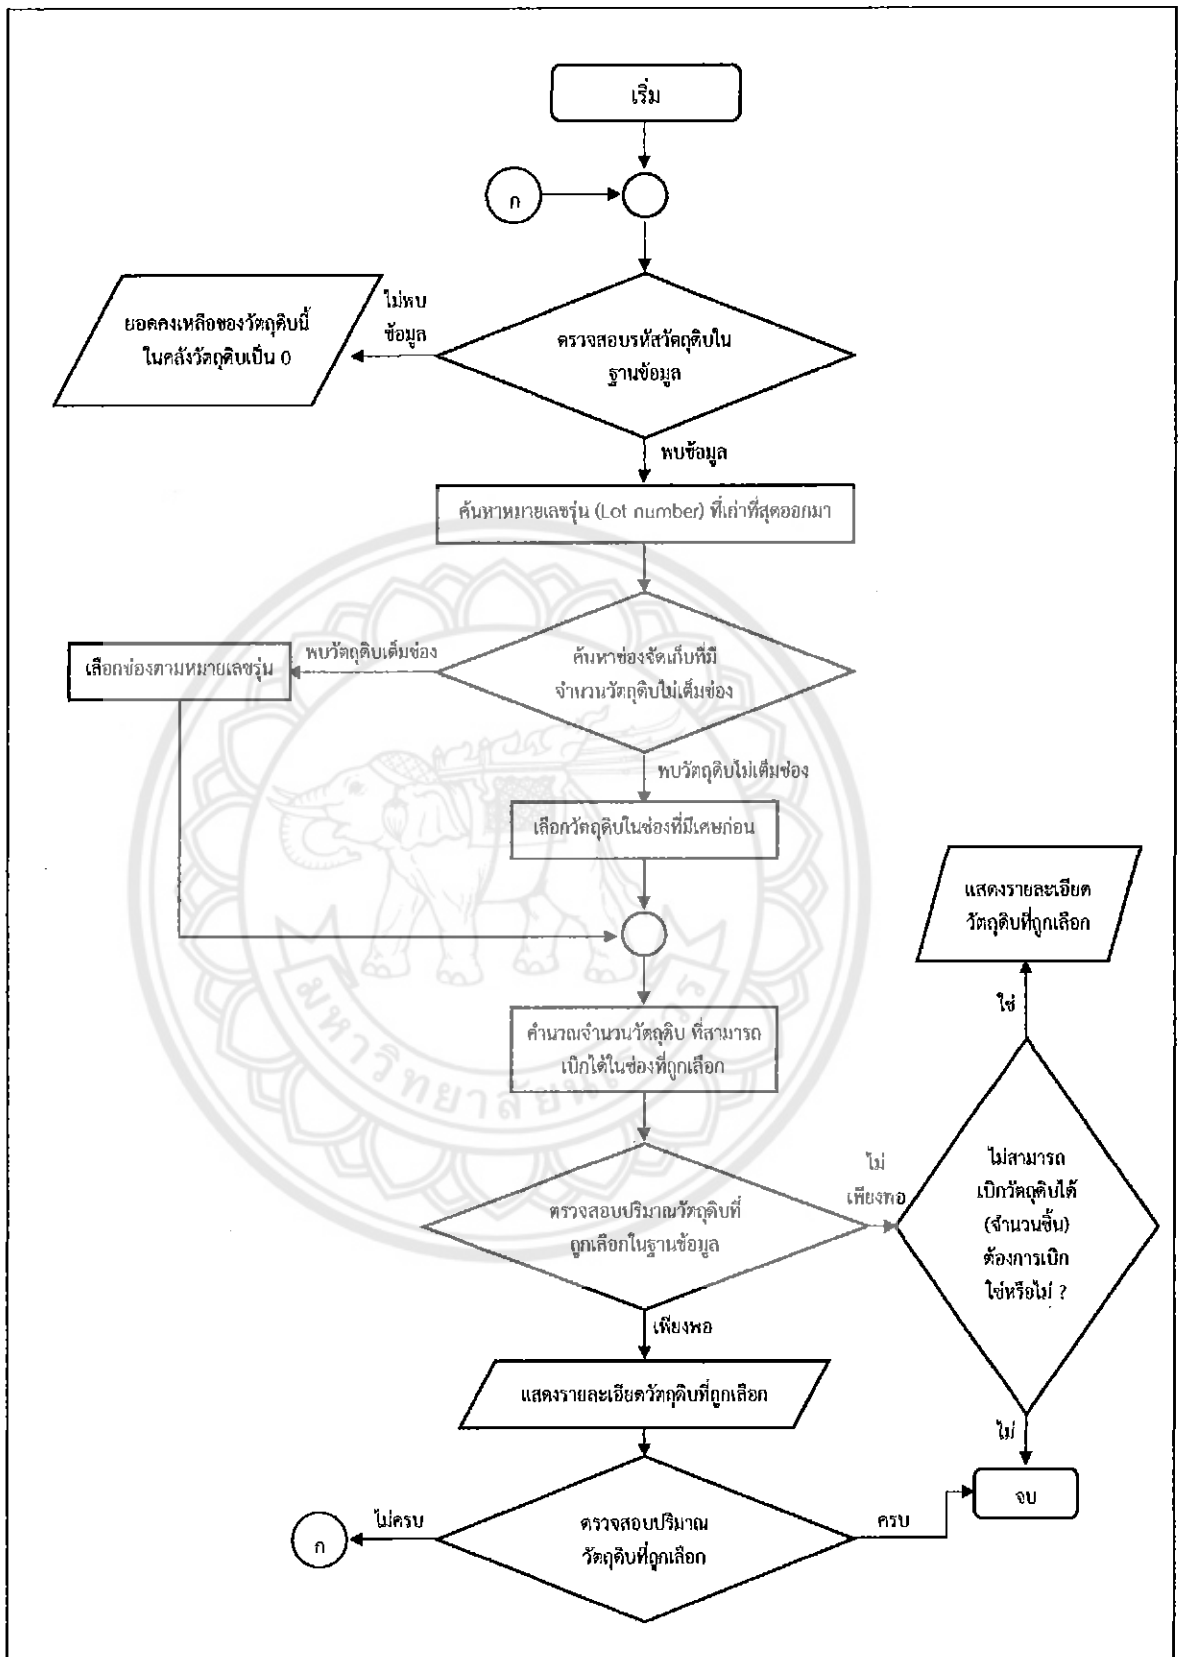 เริ่ม
ก
ไม่พบ
ข้อมูล
ยอดคงเหลือของวัตถุดิบนี้
ในคลังวัตถุดิบเป็น 0
ตรวจสอบรหัสวัตถุดิบใน
ฐานข้อมูล
พบข้อมูล
ค้นหาหมายเลขรุ่น (Lot number) ที่เก่าที่สุดออกมา
พบวัตถุดิบเต็มช่อง
เลือกช่องตามหมายเลขรุ่น
ค้นหาช่องจัดเก็บที่มี
จำนวนวัตถุดิบไม่เต็มช่อง
พบวัตถุดิบไม่เต็มช่อง
เลือกวัตถุดิบในช่องที่มีเศษก่อน
แสดงรายละเอียด
วัตถุดิบที่ถูกเลือก
ใช่
คำนวณจำนวนวัตถุดิบ ที่สามารถ
เบิกได้ในช่องที่ถูกเลือก
มหาวิทยาลัยนเรศวร
ไม่
เพียงพอ
ตรวจสอบปริมาณวัตถุดิบที่
ถูกเลือกในฐานข้อมูล
ไม่สามารถ
เบิกวัตถุดิบได้
(จำนวนชิ้น)
ต้องการเบิก
ใช่หรือไม่ ?
เพียงพอ
แสดงรายละเอียดวัตถุดิบที่ถูกเลือก
ไม่
จบ
ไม่ครบ
ครบ
ก
ตรวจสอบปริมาณ
วัตถุดิบที่ถูกเลือก